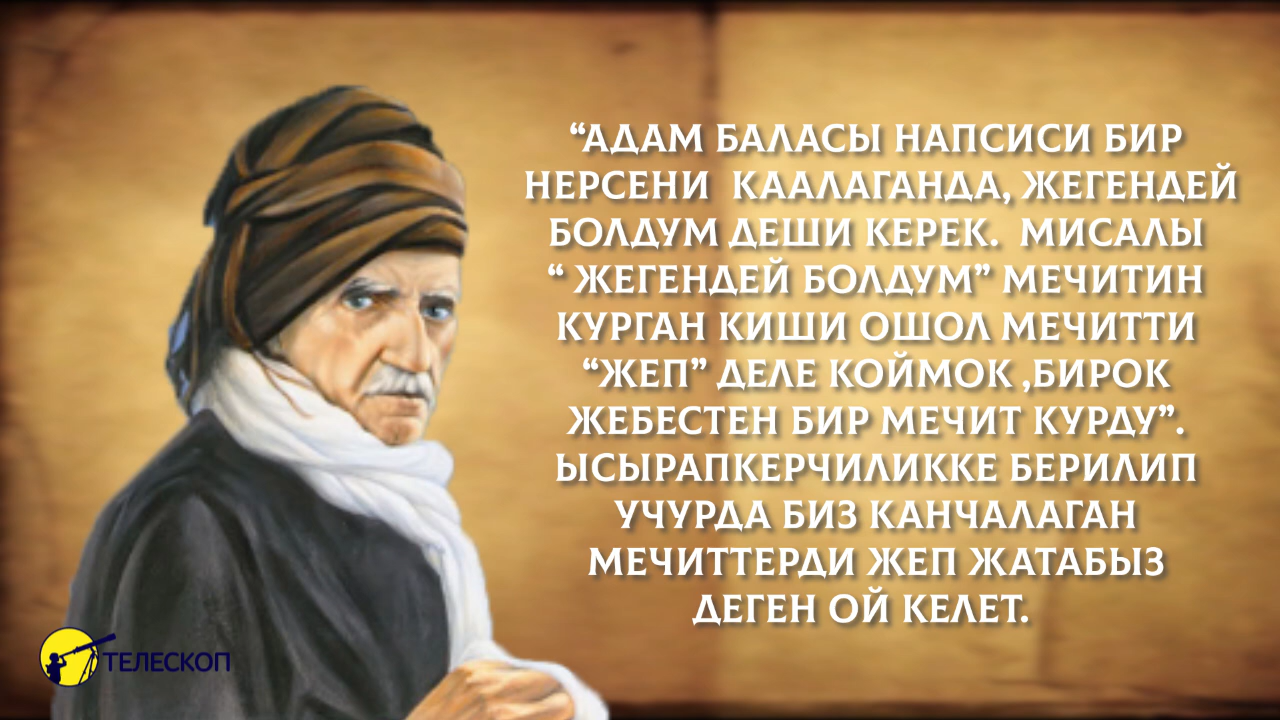 “АДАМ БАЛАСЫ НАПСИСИ БИР
НЕРСЕНИ КААЛАГАНДА, ЖЕГЕНДЕЙ
БОЛДУМ ДЕШИ КЕРЕК. МИСАЛЫ
“ ЖЕГЕНДЕЙ БОЛДУМ” МЕЧИТИН
КУРГАН КИШИ ОШОЛ МЕЧИТТИ
“ЖЕП” ДЕЛЕ КОЙМОК ,БИРОК
ЖЕБЕСТЕН БИР МЕЧИТ КУРДУ”.
ЫСЫРАПКЕРЧИЛИККЕ БЕРИЛИП
УЧУРДА БИЗ КАНЧАЛАГАН
МЕЧИТТЕРДИ ЖЕП ЖАТАБЫЗ
ДЕГЕН ОЙ КЕЛЕТ.
ТЕЛЕСКОП